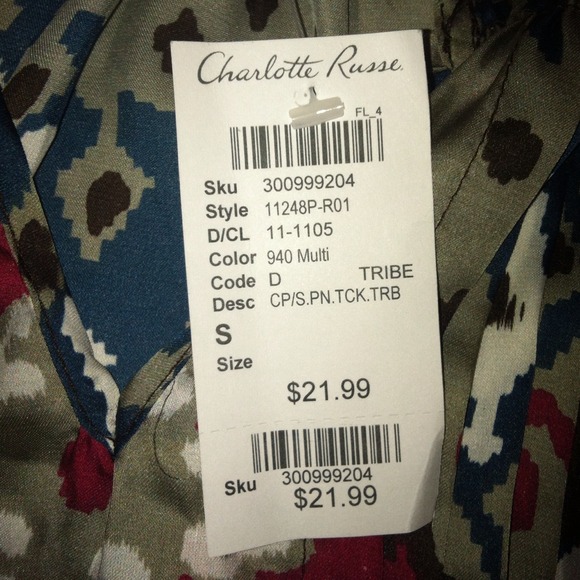 Charlotte Russe
FL_4
Sku 300999204
Style 11248P-R01
D/CL 11-1105
Color 940 Multi
Code D TRIBE
Desc CP/S.PN.TCK.TRB
S
Size
$21.99
Sku 300999204
$21.99